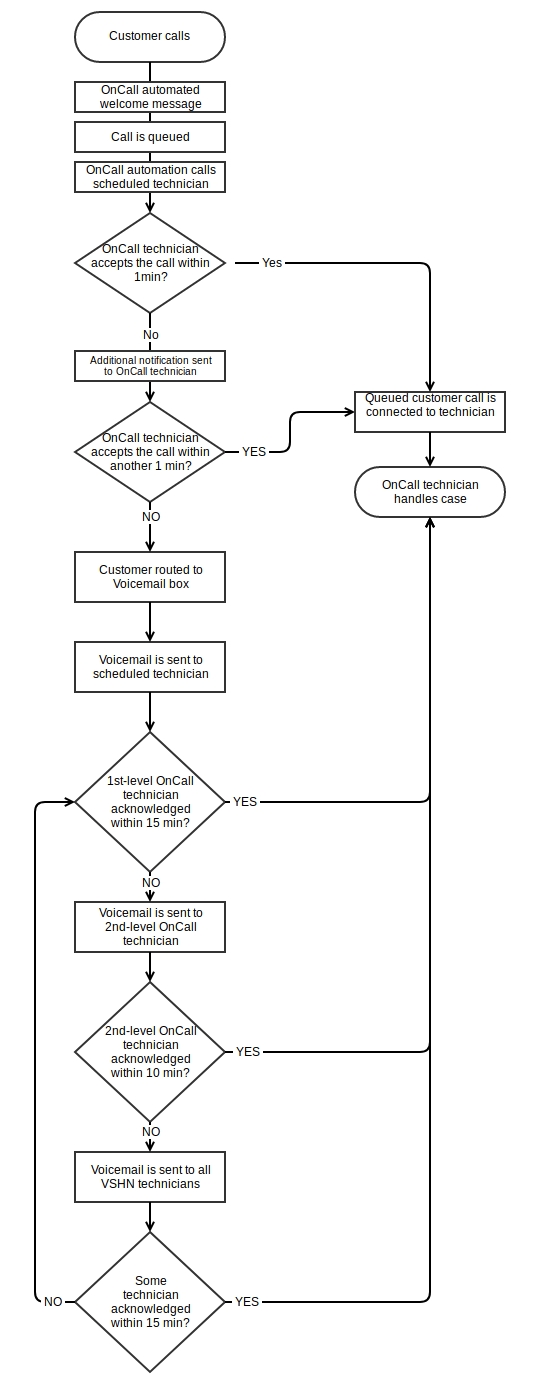 Customer calls
OnCall automated
welcome message
Call is queued
OnCall automation calls
scheduled technician
OnCall technician
accepts the call within
1min?
Yes
No
Additional notification sent
to OnCall technician
Queued customer call is
connected to technician
OnCall technician
accepts the call within
another 1 min?
YES
OnCall technician
handles case
NO
Customer routed to
Voicemail box
Voicemail is sent to
scheduled technician
1st-level OnCall
technician
acknowledged
within 15 min?
YES
NO
Voicemail is sent to
2nd-level OnCall
technician
2nd-level OnCall
technician
acknowledged
within 10 min?
YES
NO
Voicemail is sent to all
VSHN technicians
Some
technician
acknowledged
within 15 min?
NO
YES